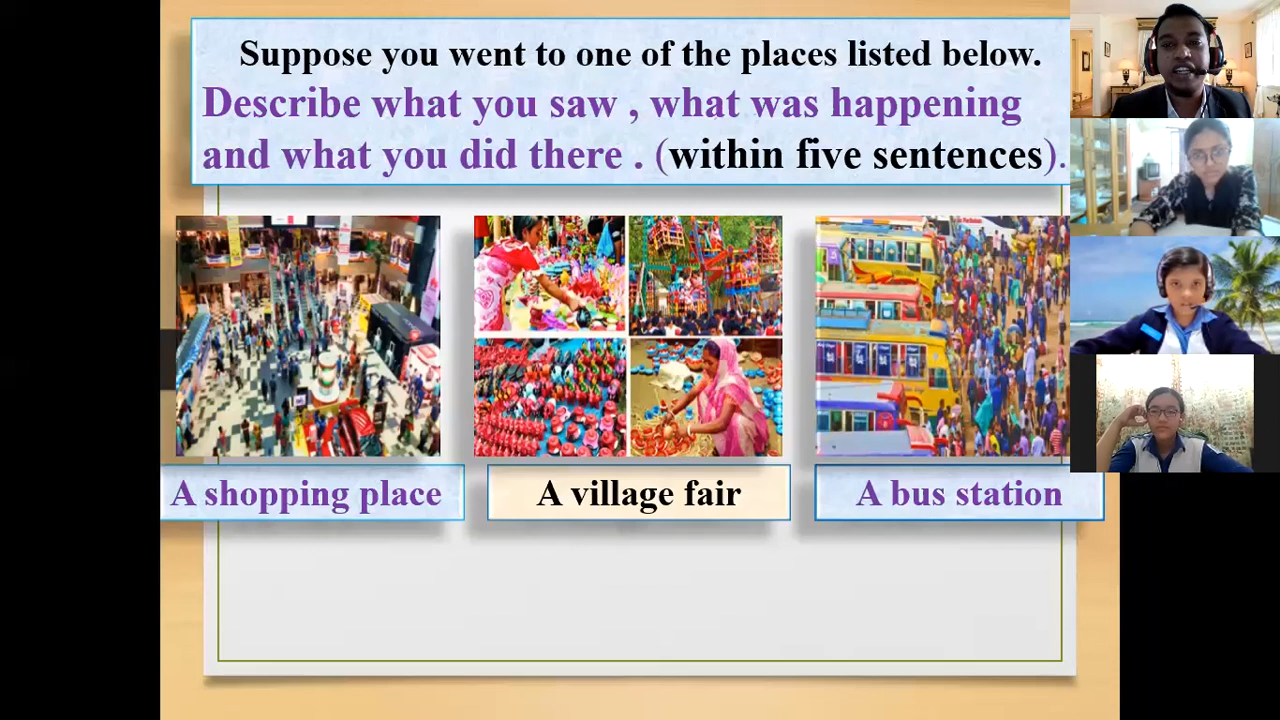 Suppose you went to one of the places listed below.
Describe what you saw , what was happening
and what you did there . (within five sentences).
A shopping place
A village fair
A bus station